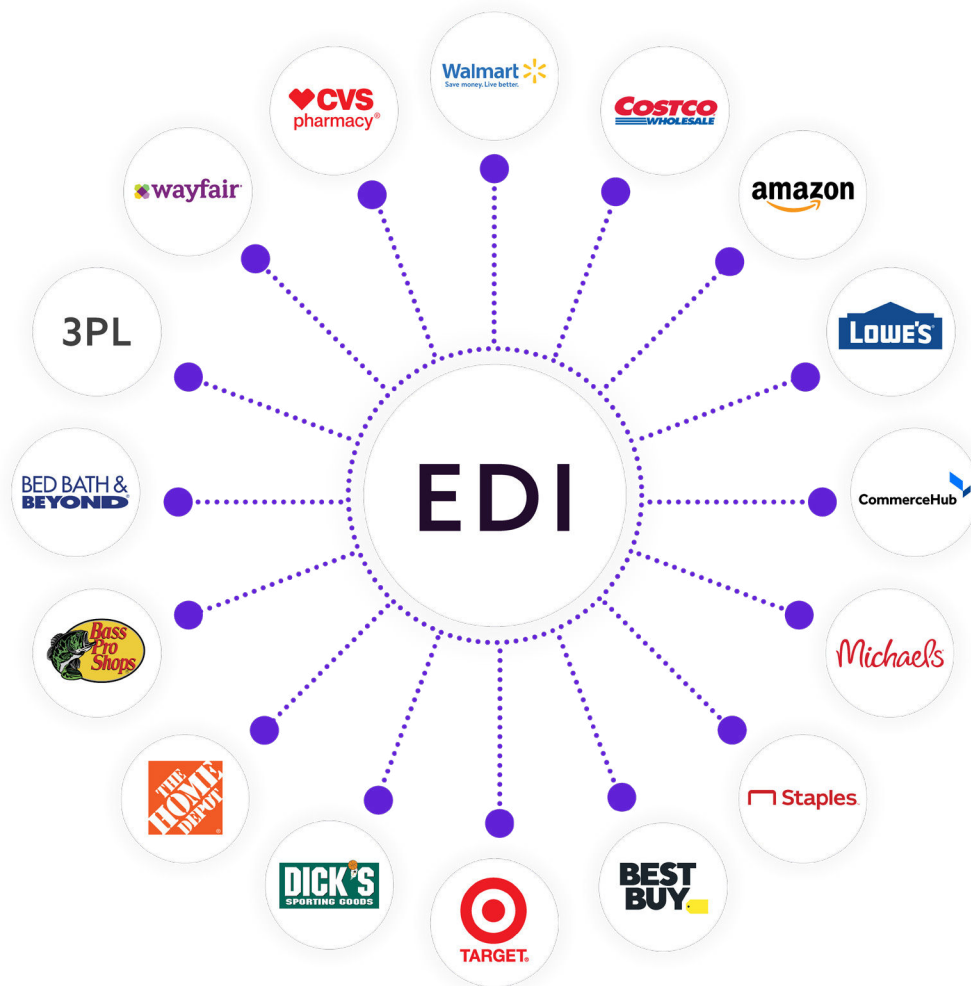 Walmart
Save money. Live better.
CVS
pharmacy®
COSTCO
WHOLESALE
wayfair
amazon
3PL
LOWE'S
EDI
BED BATH &
BEYOND
CommerceHub
Bass
Pro
Shops
Michaels
THE
HOME
DEPOT
Staples
DICK'S
SPORTING GOODS
BEST
BUY
TARGET®